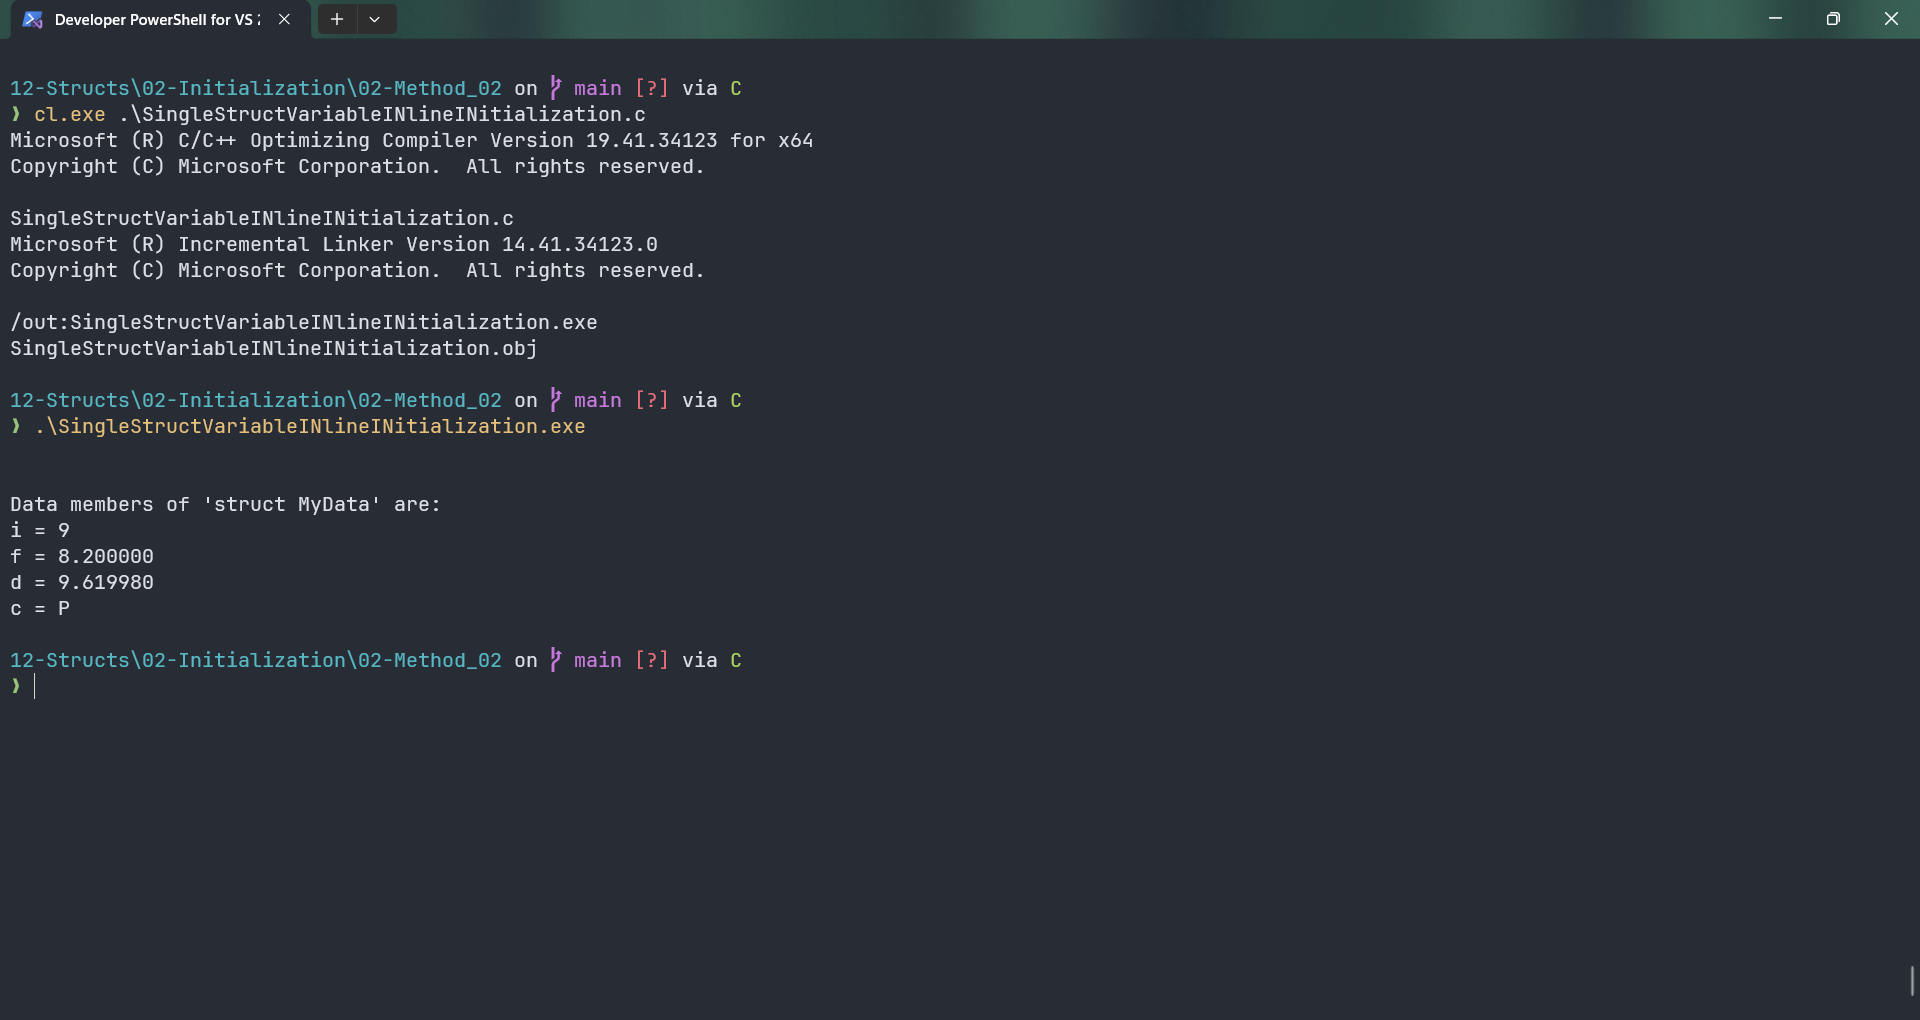 Developer PowerShell for VS 2
12-Structs\02-Initialization\02-Method_02 on main [?] via C
❯ cl.exe .\SingleStructVariableINlineINitialization.c
Microsoft (R) C/C++ Optimizing Compiler Version 19.41.34123 for x64
Copyright (C) Microsoft Corporation.  All rights reserved.
SingleStructVariableINlineINitialization.c
Microsoft (R) Incremental Linker Version 14.41.34123.0
Copyright (C) Microsoft Corporation.  All rights reserved.
/out:SingleStructVariableINlineINitialization.exe
SingleStructVariableINlineINitialization.obj
12-Structs\02-Initialization\02-Method_02 on main [?] via C
❯ .\SingleStructVariableINlineINitialization.exe
Data members of 'struct MyData' are:
i = 9
f = 8.200000
d = 9.619980
c = P
12-Structs\02-Initialization\02-Method_02 on main [?] via C
❯